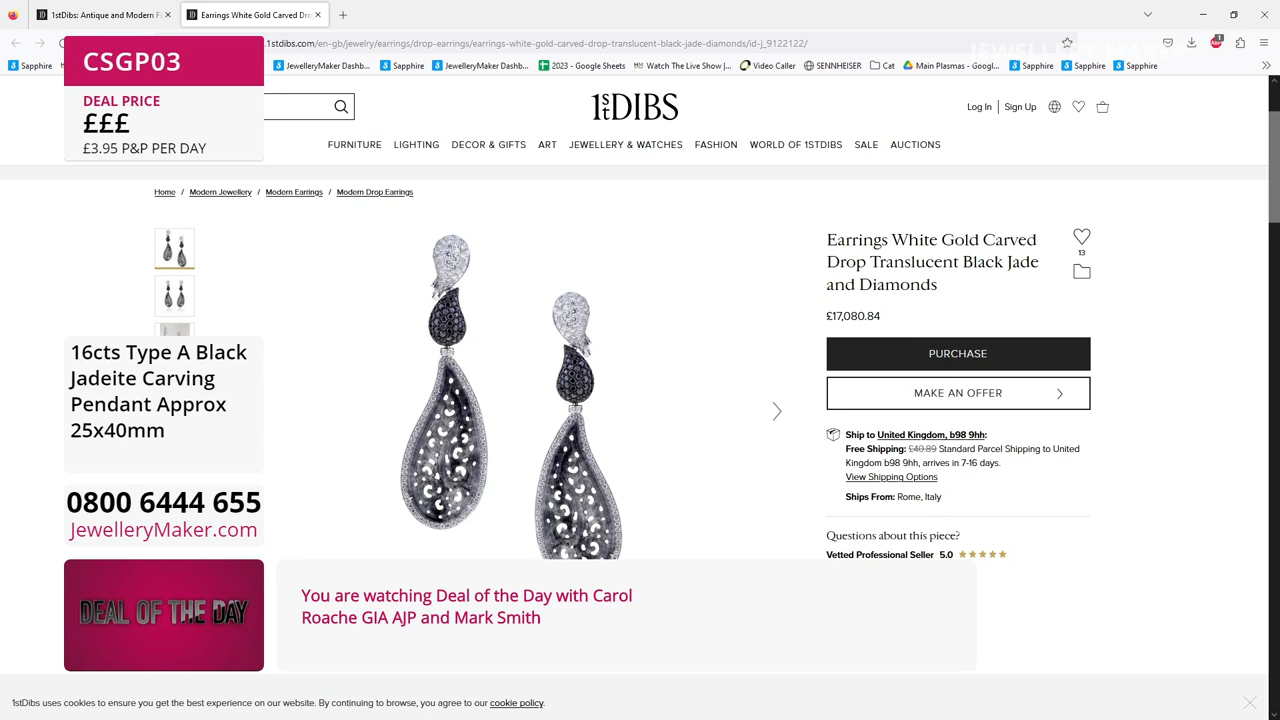 1stDibs: Antique and Modern F
Earrings White Gold Carved Dro
CSGP03
1stdibs.com/en-gb/jewelry/earrings/drop-earrings/earrings-white-gold-carved-drop-translucent-black-jade-diamonds/id-j_9122122/
JEWELLERY MAKER
Sapphire
JewelleryMaker Dashb...
Sapphire
JewelleryMaker Dashb...
2023 - Google Sheets
Watch The Live Show |...
Video Caller
SENNHEISER
Cat
Main Plasmas - Googl...
Sapphire
Sapphire
Sapphire
DEAL PRICE
£££
£3.95 P&P PER DAY
1stDIBS
Log In
Sign Up
FURNITURE
LIGHTING
DECOR & GIFTS
ART
JEWELLERY & WATCHES
FASHION
WORLD OF 1STDIBS
SALE
AUCTIONS
Home / Modern Jewellery / Modern Earrings / Modern Drop Earrings
Earrings White Gold Carved
Drop Translucent Black Jade
and Diamonds
13
£17,080.84
PURCHASE
MAKE AN OFFER
Ship to United Kingdom, b98 9hh:
Free Shipping: £40.89 Standard Parcel Shipping to United
Kingdom b98 9hh, arrives in 7-16 days.
View Shipping Options
Ships From: Rome, Italy
Questions about this piece?
Vetted Professional Seller 5.0
16cts Type A Black
Jadeite Carving
Pendant Approx
25x40mm
0800 6444 655
JewelleryMaker.com
DEAL OF THE DAY
You are watching Deal of the Day with Carol
Roache GIA AJP and Mark Smith
1stDibs uses cookies to ensure you get the best experience on our website. By continuing to browse, you agree to our cookie policy.